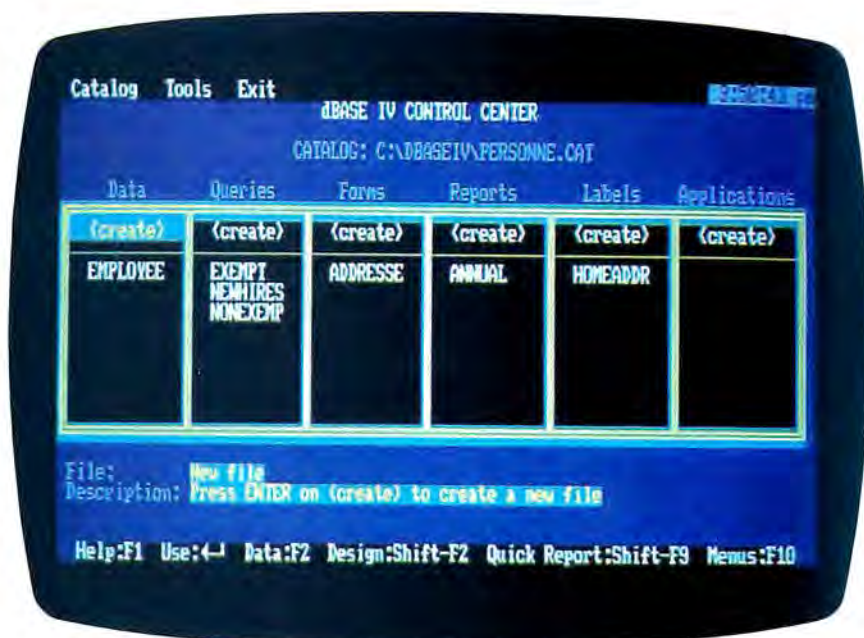 Catalog Tools Exit
dBASE IV CONTROL CENTER
CATALOG: C:\DBASEIV\PERSONNE.CAT
Data Queries Forms Reports Labels Applications
<create> <create> <create> <create> <create> <create>
EMPLOYEE EXEMPT ADDRESSE ANNUAL HOMEADDR
NEWHIRES
NONEXEMP
File: New file
Description: Press ENTER on <create> to create a new file
Help:F1 Use:↵ Data:F2 Design:Shift-F2 Quick Report:Shift-F9 Menus:F10